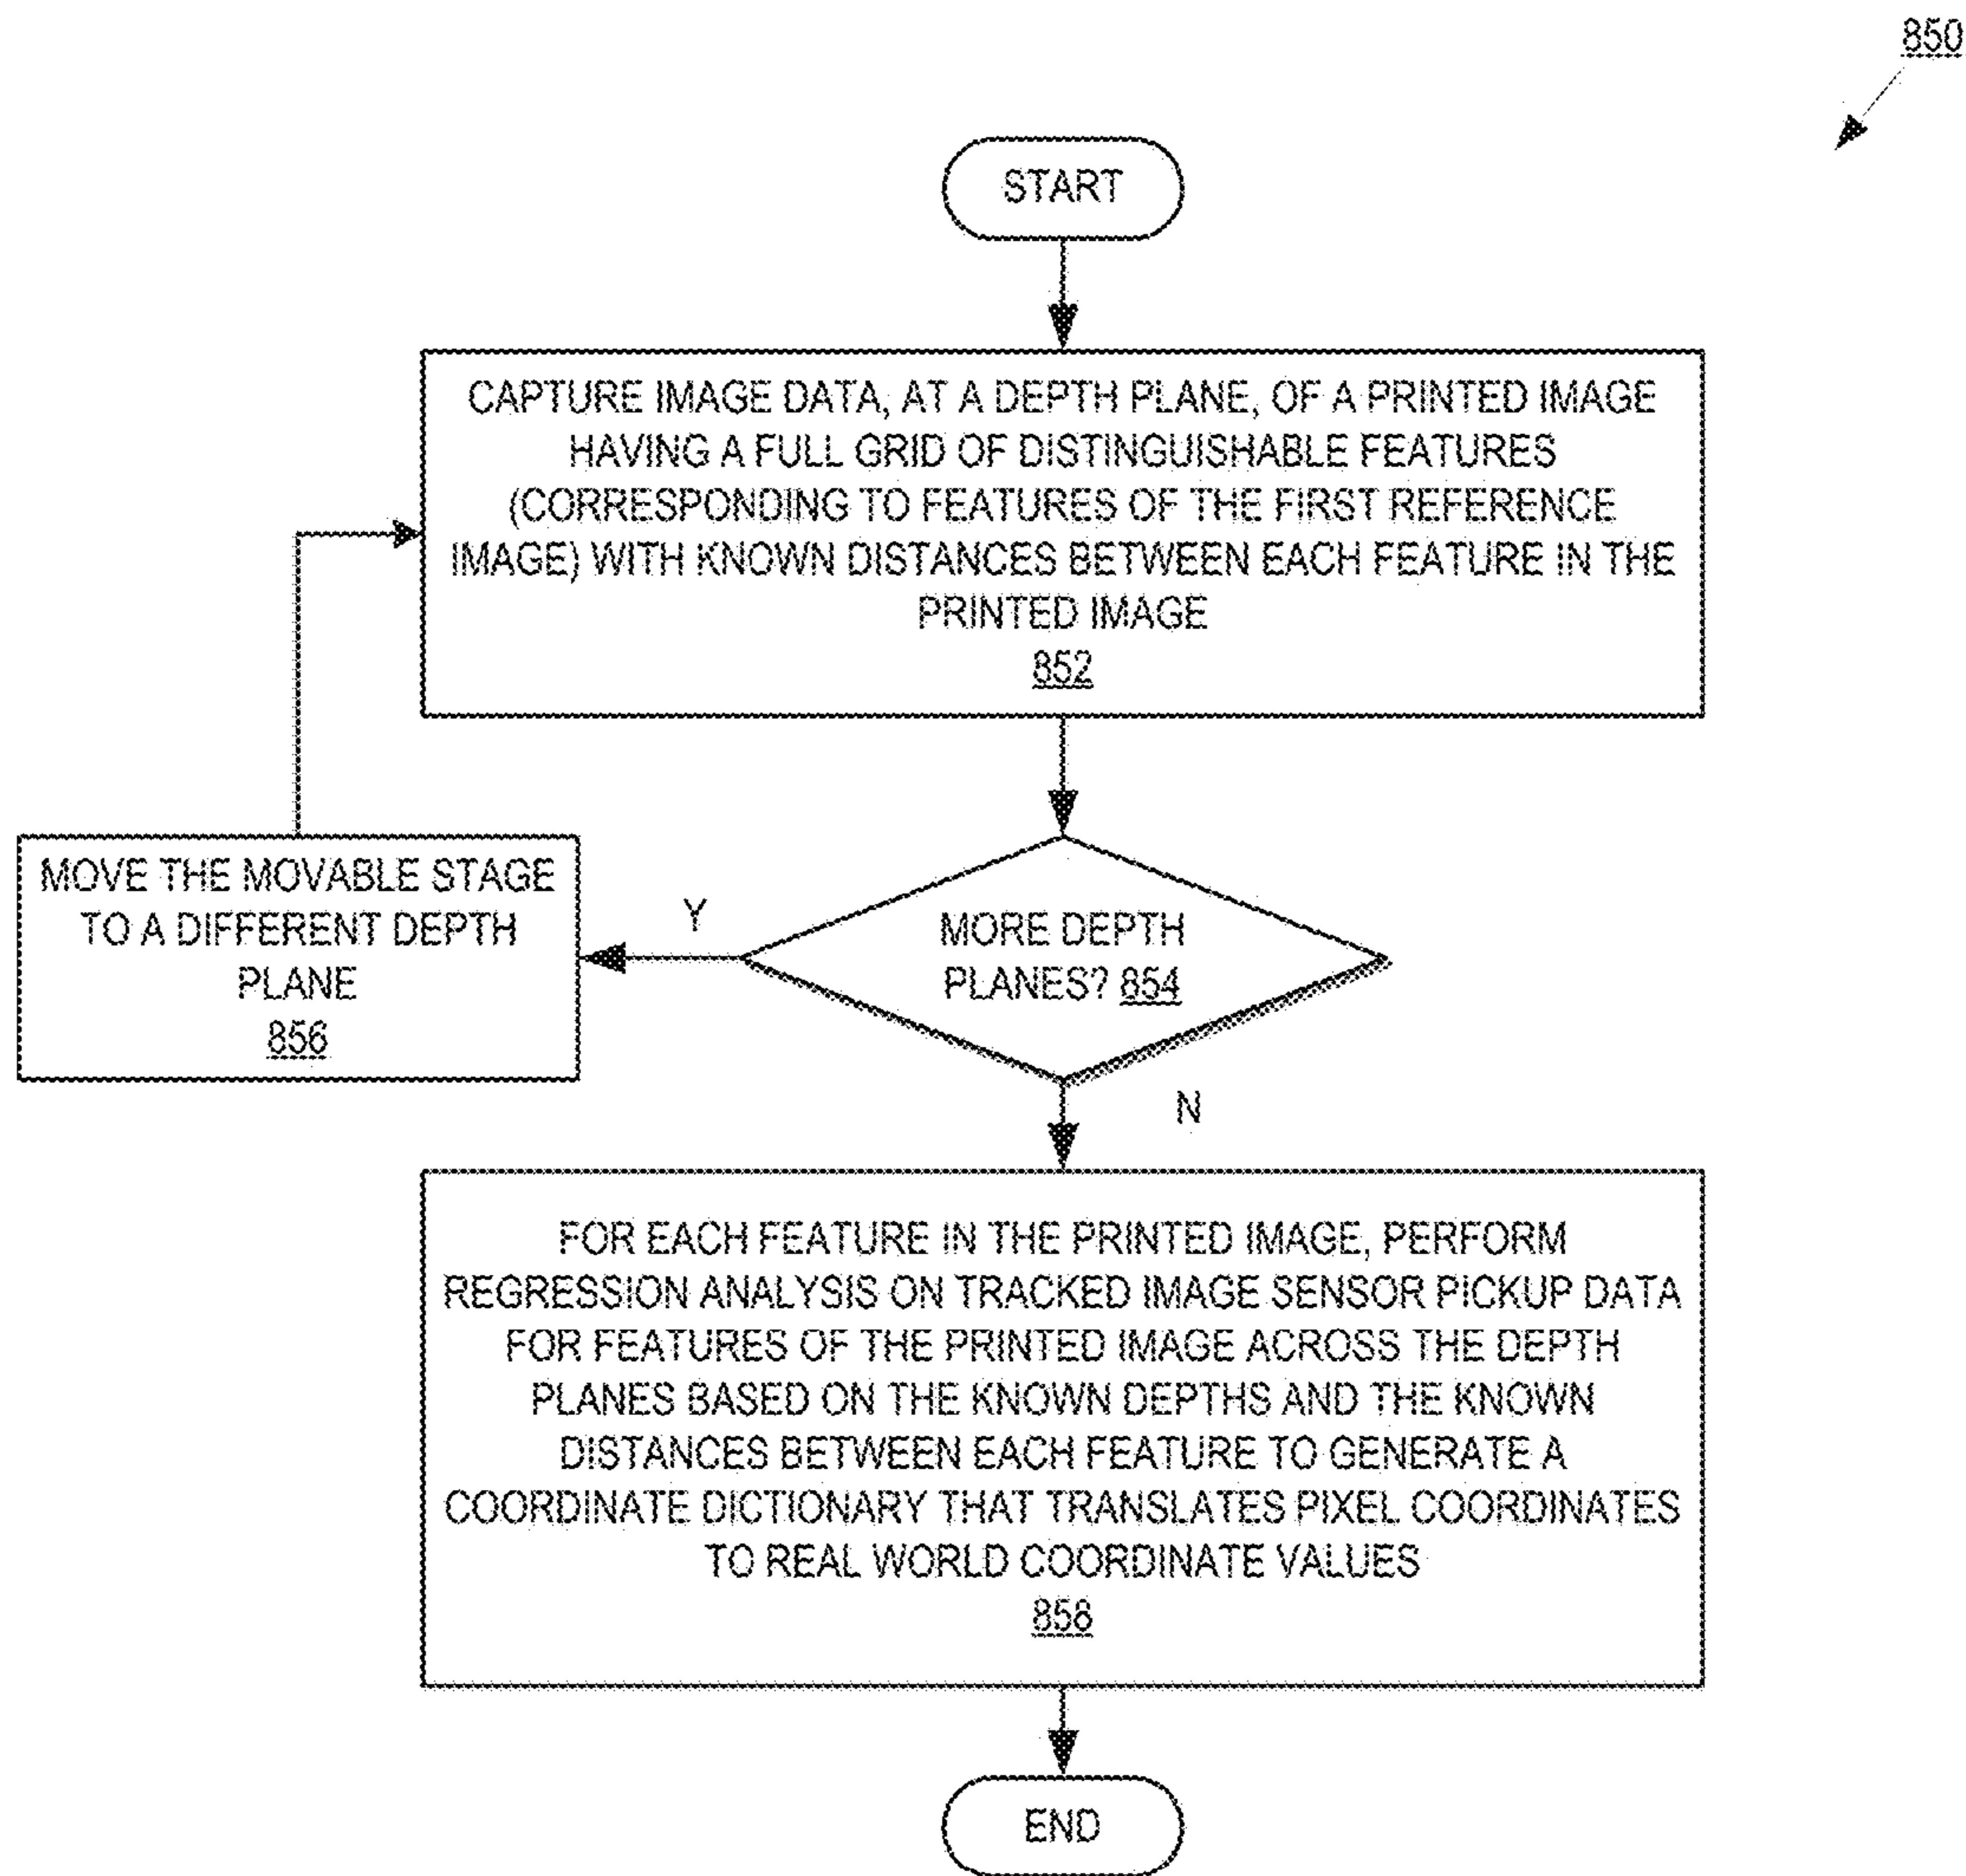 850
START
CAPTURE IMAGE DATA, AT A DEPTH PLANE, OF A PRINTED IMAGE
HAVING A FULL GRID OF DISTINGUISHABLE FEATURES
(CORRESPONDING TO FEATURES OF THE FIRST REFERENCE
IMAGE) WITH KNOWN DISTANCES BETWEEN EACH FEATURE IN THE
PRINTED IMAGE
852
MORE DEPTH
PLANES? 854
Y
MOVE THE MOVABLE STAGE
TO A DIFFERENT DEPTH
PLANE
856
N
FOR EACH FEATURE IN THE PRINTED IMAGE, PERFORM
REGRESSION ANALYSIS ON TRACKED IMAGE SENSOR PICKUP DATA
FOR FEATURES OF THE PRINTED IMAGE ACROSS THE DEPTH
PLANES BASED ON THE KNOWN DEPTHS AND THE KNOWN
DISTANCES BETWEEN EACH FEATURE TO GENERATE A
COORDINATE DICTIONARY THAT TRANSLATES PIXEL COORDINATES
TO REAL WORLD COORDINATE VALUES
858
END